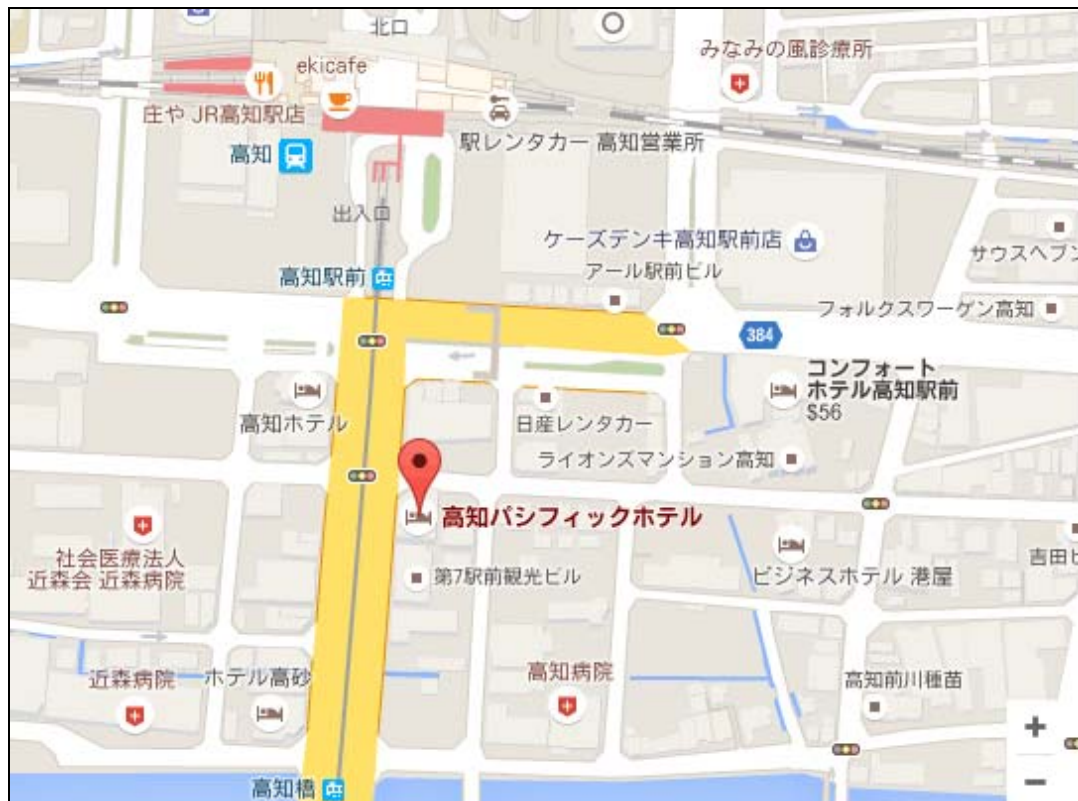 北口
みなみの風診療所
ekicafe
庄や JR高知駅店
駅レンタカー 高知営業所
高知
出入口
ケーズデンキ高知駅前店
サウスヘブン
アール駅前ビル
高知駅前
フォルクスワーゲン高知
384
コンフォート
ホテル高知駅前
$56
高知ホテル
日産レンタカー
ライオンズマンション高知
高知パシフィックホテル
社会医療法人
近森会 近森病院
第7駅前観光ビル
ビジネスホテル 港屋
吉田ビ
近森病院
ホテル高砂
高知病院
高知前川種苗
+
高知橋
−